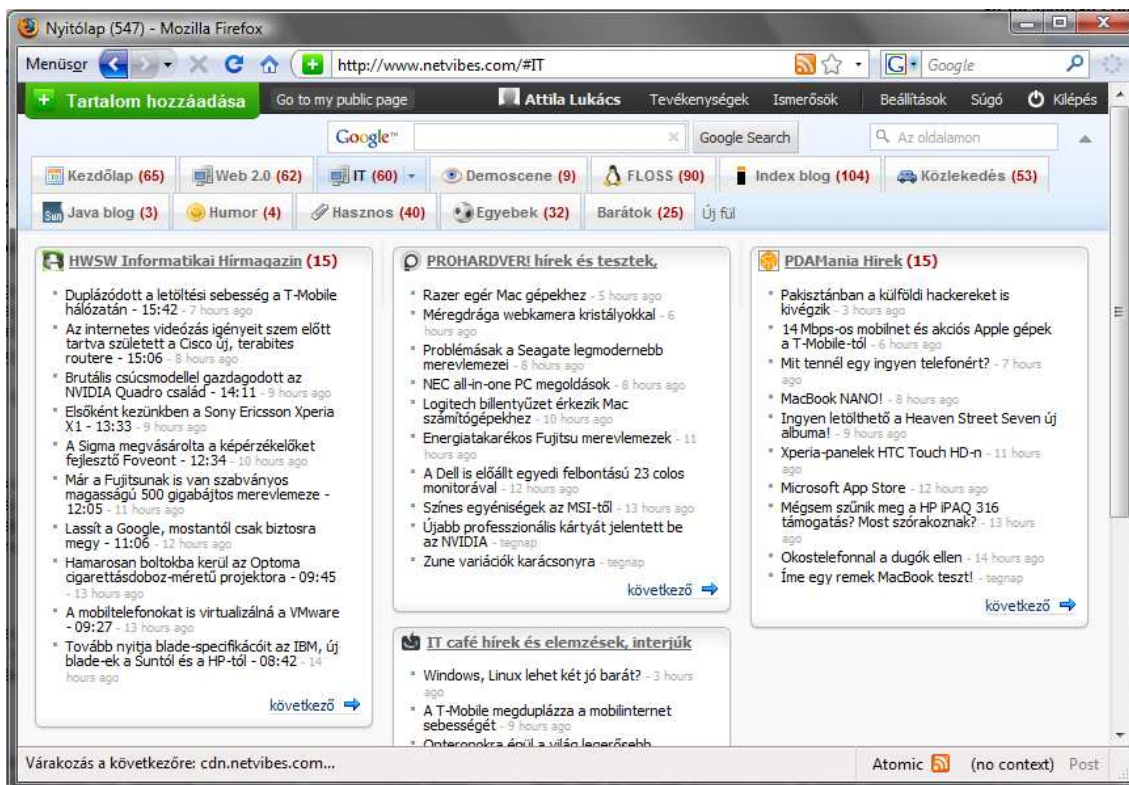 Nyitólap (547) - Mozilla Firefox
Menüsor http://www.netvibes.com/#IT Google
Tartalom hozzáadása Go to my public page Attila Lukács Tevékenységek Ismerősök Beállítások Súgó Kilépés
Google™ Google Search Az oldalamon
Kezdőlap (65) Web 2.0 (62) IT (60) Demoscene (9) FLOSS (90) Index blog (104) Közlekedés (53)
Sun Java blog (3) Humor (4) Hasznos (40) Egyebek (32) Barátok (25) Új fül
HWSW Informatikai Hírmagazin (15)
Duplázódott a letöltési sebesség a T-Mobile
hálózatán - 15:42 - 7 hours ago
Az internetes videózás igényeit szem előtt
tartva született a Cisco új, terabites
routere - 15:06 - 8 hours ago
Brutális csúcsmodellel gazdagodott az
NVIDIA Quadro család - 14:11 - 9 hours ago
Elsőként kezünkben a Sony Ericsson Xperia
X1 - 13:33 - 9 hours ago
A Sigma megvásárolta a képérzékelőket
fejlesztő Foveont - 12:34 - 10 hours ago
Már a Fujitsunak is van szabványos
magasságú 500 gigabájtos merevlemeze -
12:05 - 11 hours ago
Lassít a Google, mostantól csak biztosra
megy - 11:06 - 12 hours ago
Hamarosan boltokba kerül az Optoma
cigarettásdoboz-méretű projektora - 09:45
- 13 hours ago
A mobiltelefonokat is virtualizálná a VMware
- 09:27 - 13 hours ago
Tovább nyitja blade-specifikációit az IBM, új
blade-ek a Suntól és a HP-tól - 08:42 - 14
hours ago
következő
PROHARDVER! hírek és tesztek,
Razer egér Mac gépekhez - 5 hours ago
Méregdrága webkamera kristályokkal - 6
hours ago
Problémásak a Seagate legmodernebb
merevlemezei - 8 hours ago
NEC all-in-one PC megoldások - 8 hours ago
Logitech billentyűzet érkezik Mac
számítógépekhez - 10 hours ago
Energiatakarékos Fujitsu merevlemezek - 11
hours ago
A Dell is előállt egyedi felbontású 23 colos
monitorával - 12 hours ago
Színes egyéniségek az MSI-től - 13 hours ago
Újabb professzionális kártyát jelentett be
az NVIDIA - tegnap
Zune variációk karácsonyra - tegnap
következő
IT café hírek és elemzések, interjúk
Windows, Linux lehet két jó barát? - 3 hours
ago
A T-Mobile megduplázza a mobilinternet
sebességét - 9 hours ago
Opteronokra épül a világ legerősebb
PDAMania Hirek (15)
Pakisztánban a külföldi hackereket is
kivégzik - 3 hours ago
14 Mbps-os mobilnet és akciós Apple gépek
a T-Mobile-tól - 6 hours ago
Mit tennél egy ingyen telefonért? - 7 hours
ago
MacBook NANO! - 8 hours ago
Ingyen letölthető a Heaven Street Seven új
albuma! - 9 hours ago
Xperia-panelek HTC Touch HD-n - 11 hours
ago
Microsoft App Store - 12 hours ago
Mégsem szűnik meg a HP iPAQ 316
támogatás? Most szórakoznak? - 13 hours
ago
Okostelefonnal a dugók ellen - 14 hours ago
Íme egy remek MacBook teszt! - tegnap
következő
Várakozás a következőre: cdn.netvibes.com... Atomic (no context) Post